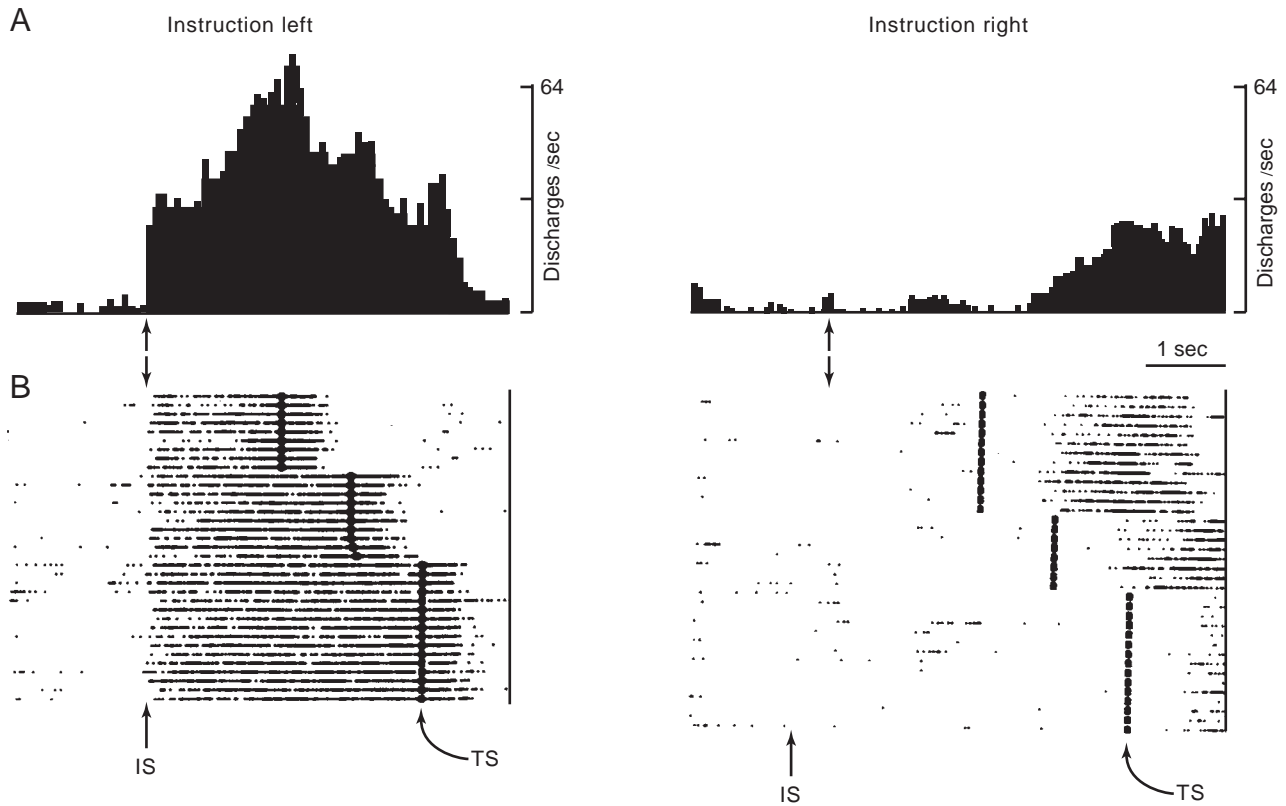 A
Instruction left
Instruction right
64
Discharges /sec
64
Discharges /sec
1 sec
B
IS
TS
IS
TS